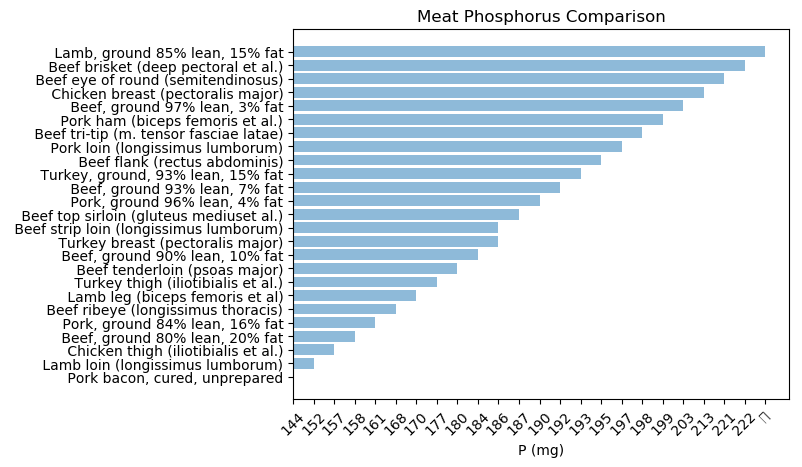 Meat Phosphorus Comparison
Lamb, ground 85% lean, 15% fat
Beef brisket (deep pectoral et al.)
Beef eye of round (semitendinosus)
Chicken breast (pectoralis major)
Beef, ground 97% lean, 3% fat
Pork ham (biceps femoris et al.)
Beef tri-tip (m. tensor fasciae latae)
Pork loin (longissimus lumborum)
Beef flank (rectus abdominis)
Turkey, ground, 93% lean, 15% fat
Beef, ground 93% lean, 7% fat
Pork, ground 96% lean, 4% fat
Beef top sirloin (gluteus mediuset al.)
Beef strip loin (longissimus lumborum)
Turkey breast (pectoralis major)
Beef, ground 90% lean, 10% fat
Beef tenderloin (psoas major)
Turkey thigh (iliotibialis et al.)
Lamb leg (biceps femoris et al)
Beef ribeye (longissimus thoracis)
Pork, ground 84% lean, 16% fat
Beef, ground 80% lean, 20% fat
Chicken thigh (iliotibialis et al.)
Lamb loin (longissimus lumborum)
Pork bacon, cured, unprepared
144 152 157 158 161 168 170 177 180 184 186 187 190 192 193 195 197 198 199 203 213 221 222
P (mg)